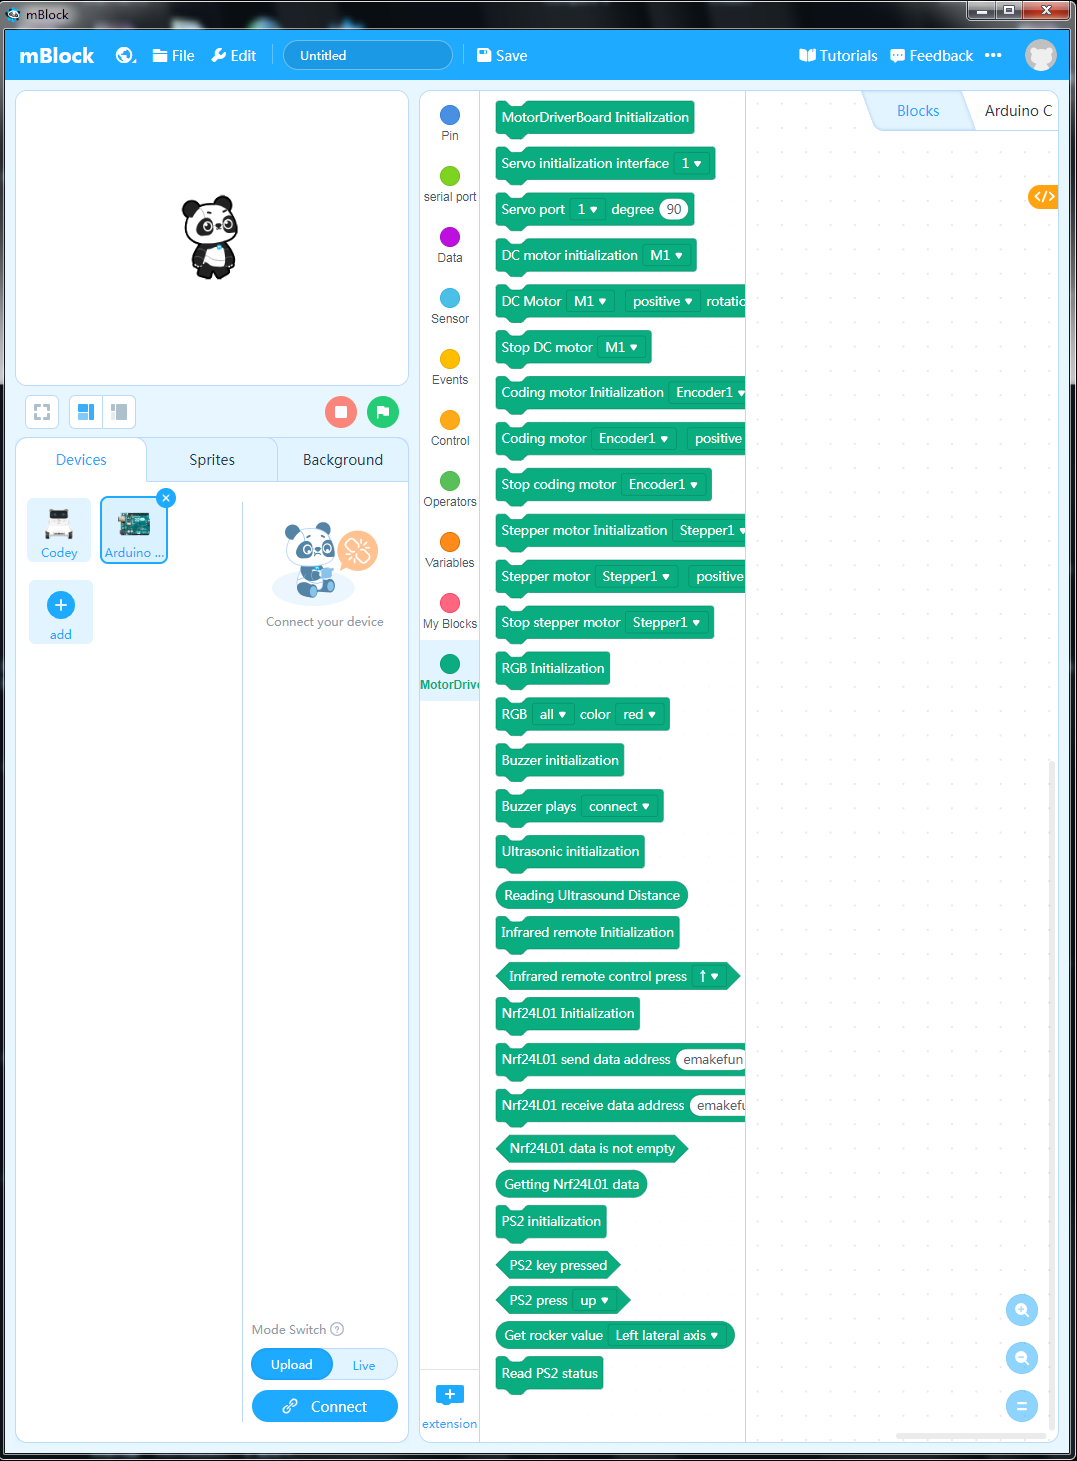 mBlock
mBlock File Edit Untitled Save Tutorials Feedback
Blocks Arduino C
Pin
serial port
Data
Sensor
Events
Control
Operators
Variables
My Blocks
MotorDrive
extension
MotorDriverBoard Initialization
Servo initialization interface 1
Servo port 1 degree 90
DC motor initialization M1
DC Motor M1 positive rotatio
Stop DC motor M1
Coding motor Initialization Encoder1
Coding motor Encoder1 positive
Stop coding motor Encoder1
Stepper motor Initialization Stepper1
Stepper motor Stepper1 positive
Stop stepper motor Stepper1
RGB Initialization
RGB all color red
Buzzer initialization
Buzzer plays connect
Ultrasonic initialization
Reading Ultrasound Distance
Infrared remote Initialization
Infrared remote control press ↑
Nrf24L01 Initialization
Nrf24L01 send data address emakefun
Nrf24L01 receive data address emakefu
Nrf24L01 data is not empty
Getting Nrf24L01 data
PS2 initialization
PS2 key pressed
PS2 press up
Get rocker value Left lateral axis
Read PS2 status
Devices Sprites Background
Codey Arduino ...
add
Connect your device
Mode Switch ?
Upload Live
Connect